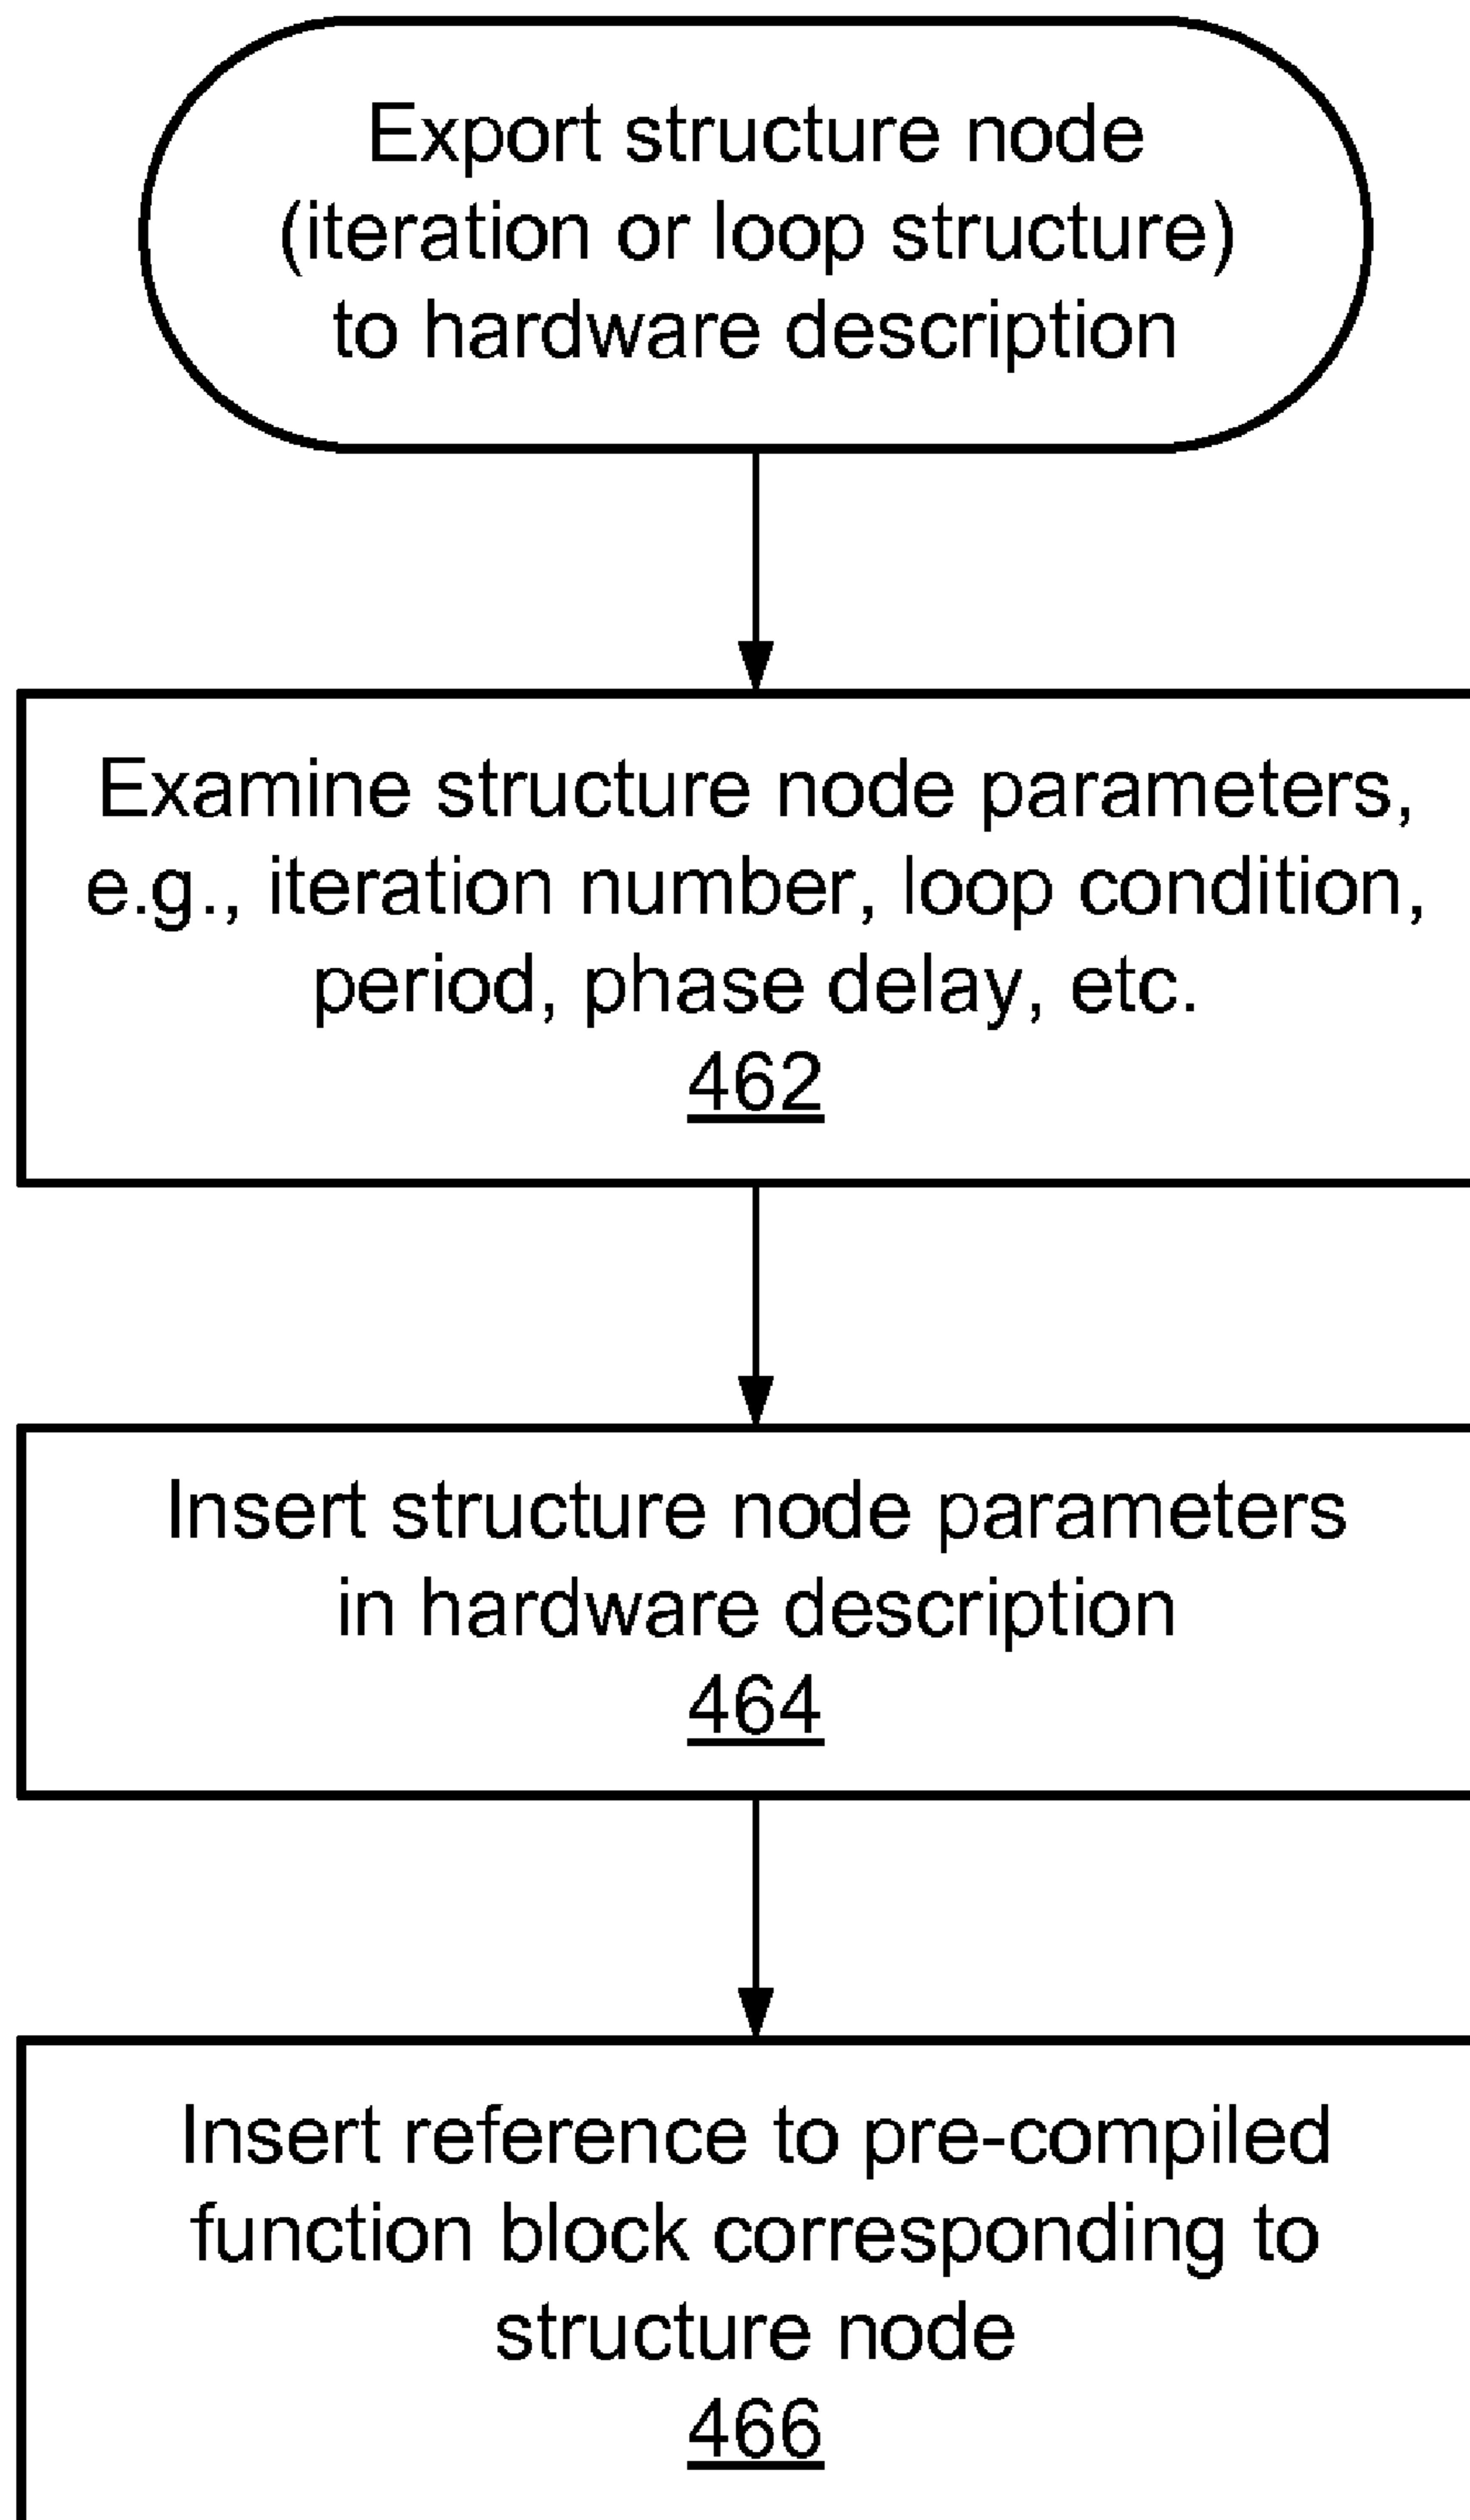 Export structure node
(iteration or loop structure)
to hardware description
Examine structure node parameters,
e.g., iteration number, loop condition,
period, phase delay, etc.
462
Insert structure node parameters
in hardware description
464
Insert reference to pre-compiled
function block corresponding to
structure node
466